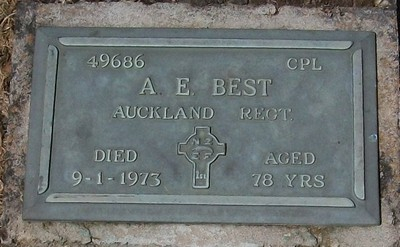 49686 CPL
A. E. BEST
AUCKLAND REGT.
DIED AGED
9-1-1973 78 YRS